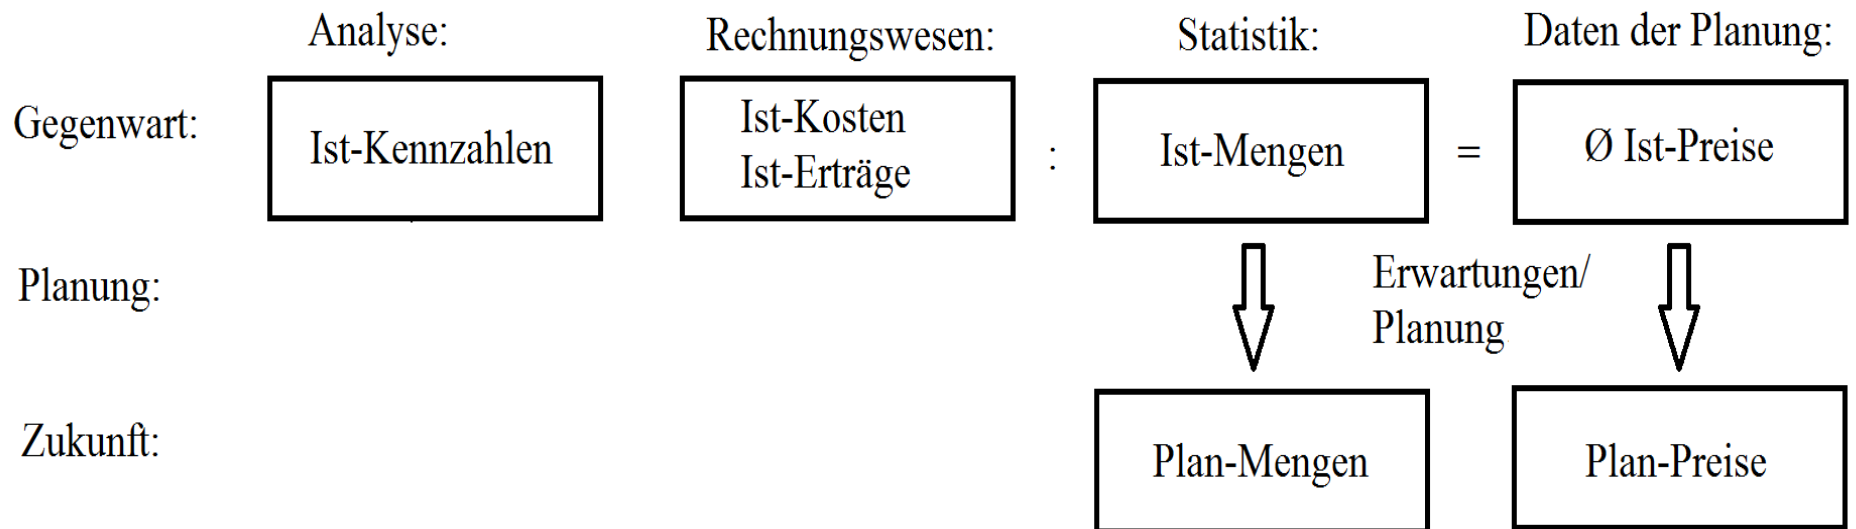 Analyse:
Rechnungswesen:
Statistik:
Daten der Planung:
Gegenwart:
Ist-Kennzahlen
Ist-Kosten
Ist-Erträge
:
Ist-Mengen
=
Ø Ist-Preise
Planung:
Erwartungen/
Planung
Zukunft:
Plan-Mengen
Plan-Preise